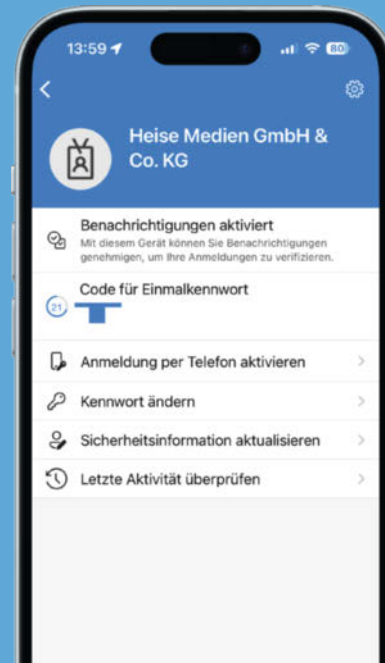 13:59
80
Heise Medien GmbH &
Co. KG
Benachrichtigungen aktiviert
Mit diesem Gerät können Sie Benachrichtigungen
genehmigen, um Ihre Anmeldungen zu verifizieren.
Code für Einmalkennwort
21
Anmeldung per Telefon aktivieren
Kennwort ändern
Sicherheitsinformation aktualisieren
Letzte Aktivität überprüfen